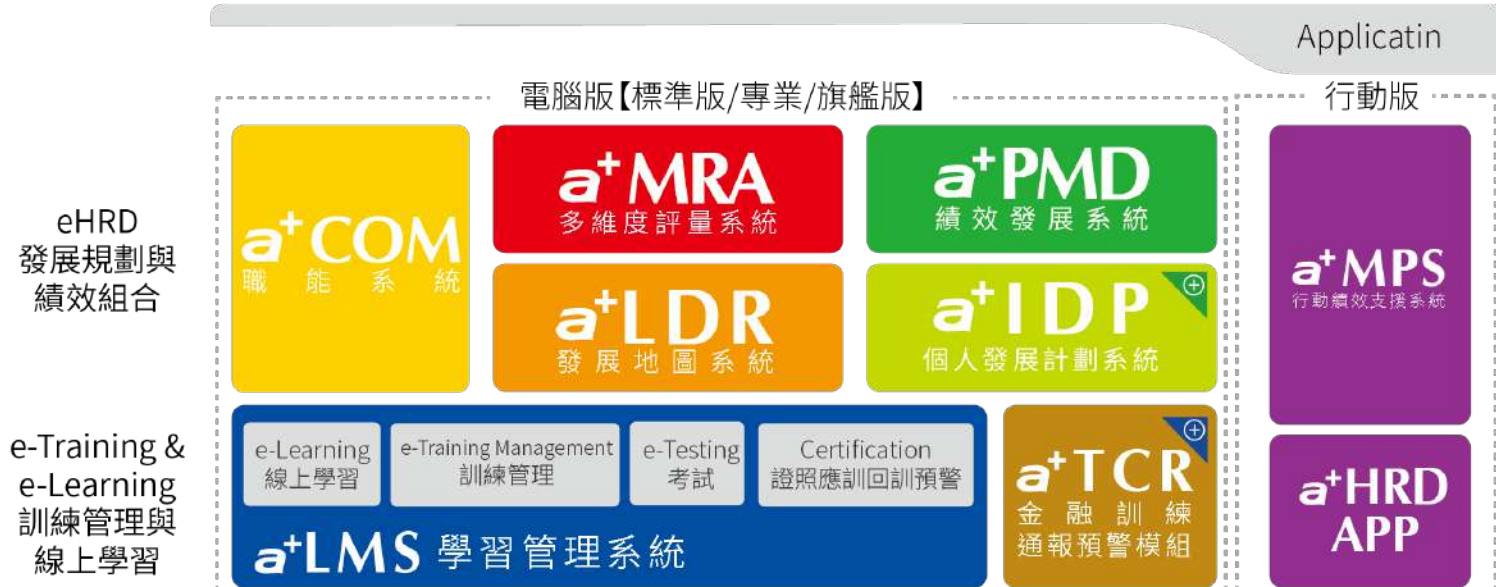 Applicatin
電腦版【標準版/專業/旗艦版】
行動版
eHRD
發展規劃與
績效組合
a⁺COM
職能系統
a⁺MRA
多維度評量系統
a⁺PMD
績效發展系統
a⁺LDR
發展地圖系統
a⁺IDP
個人發展計劃系統
a⁺MPS
行動績效支援系統
e-Training &
e-Learning
訓練管理與
線上學習
e-Learning
線上學習
e-Training Management
訓練管理
e-Testing
考試
Certification
證照應訓回訓預警
a⁺LMS 學習管理系統
a⁺TCR
金融訓練
通報預警模組
a⁺HRD
APP